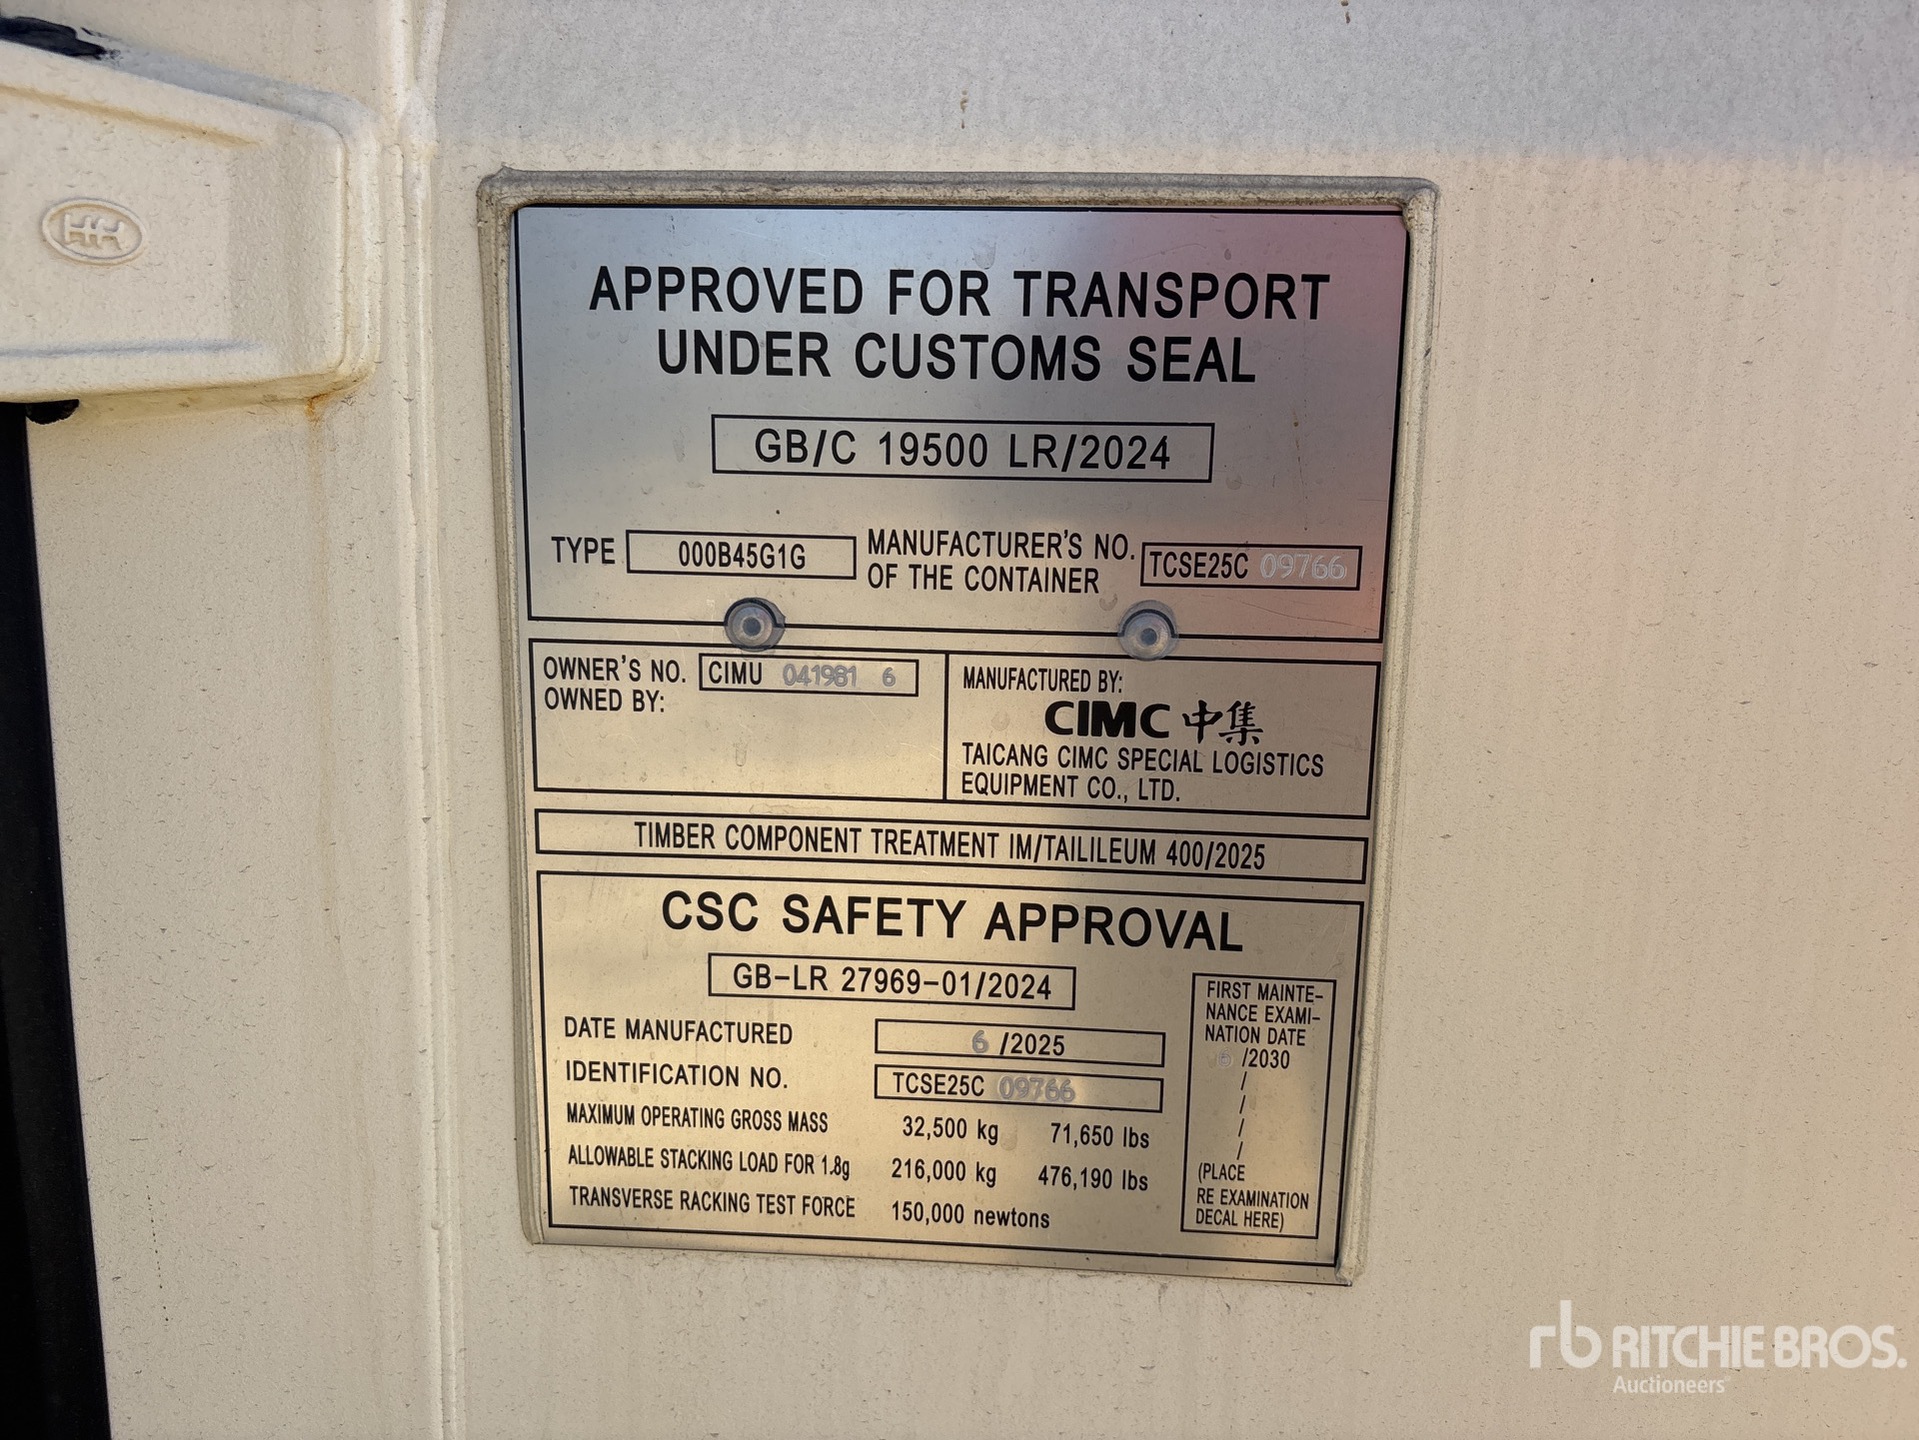 APPROVED FOR TRANSPORT
UNDER CUSTOMS SEAL
GB/C 19500 LR/2024
TYPE 000B45G1G MANUFACTURER'S NO. OF THE CONTAINER TCSE25C 09766
OWNER'S NO. CIMU 041981 6
OWNED BY:
MANUFACTURED BY:
CIMC 中集
TAICANG CIMC SPECIAL LOGISTICS
EQUIPMENT CO., LTD.
TIMBER COMPONENT TREATMENT IM/TAILILEUM 400/2025
CSC SAFETY APPROVAL
GB-LR 27969-01/2024
DATE MANUFACTURED 6 /2025
IDENTIFICATION NO. TCSE25C 09766
MAXIMUM OPERATING GROSS MASS 32,500 kg 71,650 lbs
ALLOWABLE STACKING LOAD FOR 1.8g 216,000 kg 476,190 lbs
TRANSVERSE RACKING TEST FORCE 150,000 newtons
FIRST MAINTE-
NANCE EXAMI-
NATION DATE
6 /2030
/
/
/
/
(PLACE
RE EXAMINATION
DECAL HERE)
rb RITCHIE BROS.
Auctioneers